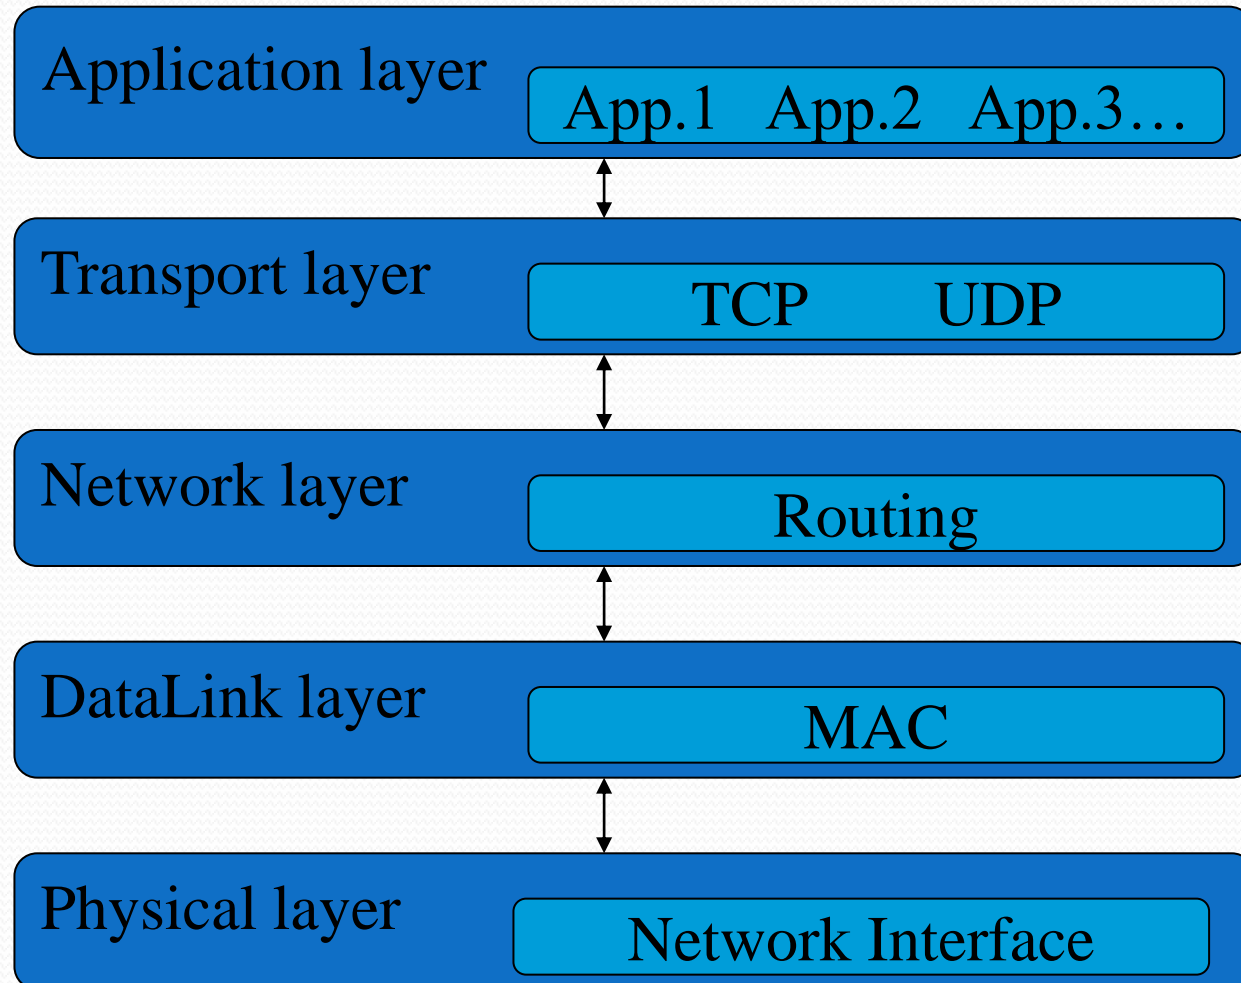 Application layer
App.1 App.2 App.3…
Transport layer
TCP UDP
Network layer
Routing
DataLink layer
MAC
Physical layer
Network Interface